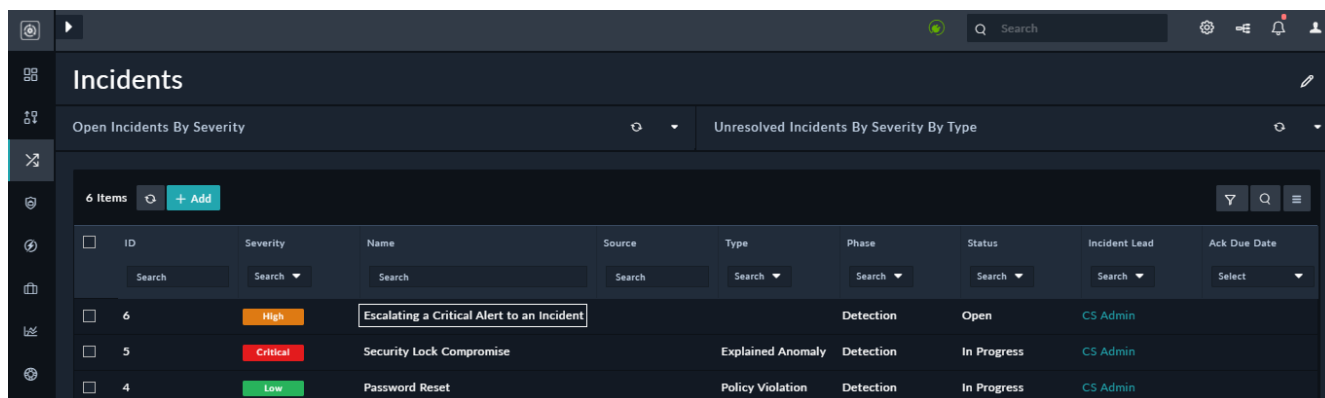 Search
Incidents
Open Incidents By Severity
Unresolved Incidents By Severity By Type
6 Items
+ Add
ID Severity Name Source Type Phase Status Incident Lead Ack Due Date
Search Search Search Search Search Search Search Search Select
6 High Escalating a Critical Alert to an Incident Detection Open CS Admin
5 Critical Security Lock Compromise Explained Anomaly Detection In Progress CS Admin
4 Low Password Reset Policy Violation Detection In Progress CS Admin